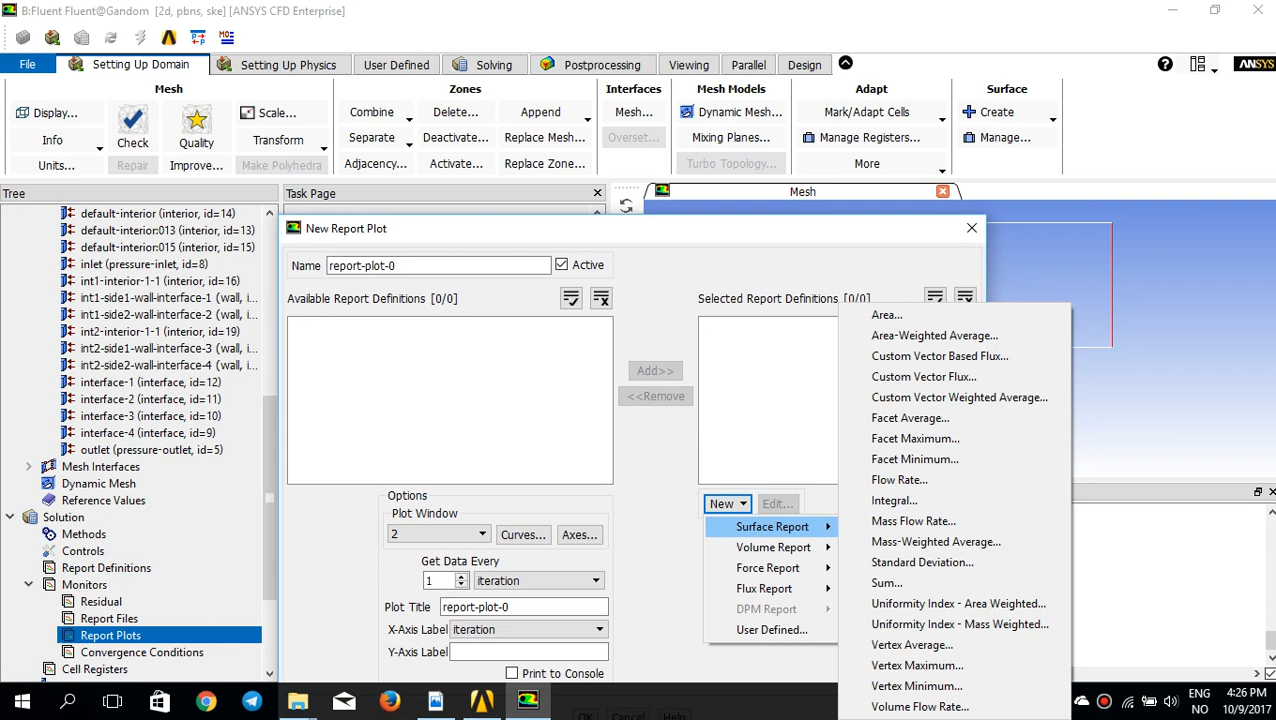 B:Fluent Fluent@Gandom [2d, pbns, ske] [ANSYS CFD Enterprise]
File
Setting Up Domain
Setting Up Physics
User Defined
Solving
Postprocessing
Viewing
Parallel
Design
ANSYS
Mesh
Zones
Interfaces
Mesh Models
Adapt
Surface
Display...
Info
Units...
Check
Repair
Quality
Improve...
Scale...
Transform
Make Polyhedra
Combine
Separate
Adjacency...
Delete...
Deactivate...
Activate...
Append
Replace Mesh...
Replace Zone...
Mesh...
Overset...
Dynamic Mesh...
Mixing Planes...
Turbo Topology...
Mark/Adapt Cells
Manage Registers...
More
Create
Manage...
Tree
Task Page
Mesh
default-interior (interior, id=14)
default-interior:013 (interior, id=13)
default-interior:015 (interior, id=15)
inlet (pressure-inlet, id=8)
int1-interior-1-1 (interior, id=16)
int1-side1-wall-interface-1 (wall, i...
int1-side2-wall-interface-2 (wall, i...
int2-interior-1-1 (interior, id=19)
int2-side1-wall-interface-3 (wall, i...
int2-side2-wall-interface-4 (wall, i...
interface-1 (interface, id=12)
interface-2 (interface, id=11)
interface-3 (interface, id=10)
interface-4 (interface, id=9)
outlet (pressure-outlet, id=5)
Mesh Interfaces
Dynamic Mesh
Reference Values
Solution
Methods
Controls
Report Definitions
Monitors
Residual
Report Files
Report Plots
Convergence Conditions
Cell Registers
New Report Plot
Name report-plot-0 Active
Available Report Definitions [0/0]
Selected Report Definitions [0/0]
Add>>
<<Remove
New
Edit...
Options
Plot Window
2
Curves...
Axes...
Get Data Every
1 iteration
Plot Title report-plot-0
X-Axis Label iteration
Y-Axis Label
Print to Console
OK
Cancel
Help
Surface Report
Volume Report
Force Report
Flux Report
DPM Report
User Defined...
Area...
Area-Weighted Average...
Custom Vector Based Flux...
Custom Vector Flux...
Custom Vector Weighted Average...
Facet Average...
Facet Maximum...
Facet Minimum...
Flow Rate...
Integral...
Mass Flow Rate...
Mass-Weighted Average...
Standard Deviation...
Sum...
Uniformity Index - Area Weighted...
Uniformity Index - Mass Weighted...
Vertex Average...
Vertex Maximum...
Vertex Minimum...
Volume Flow Rate...
ENG
NO
4:26 PM
10/9/2017